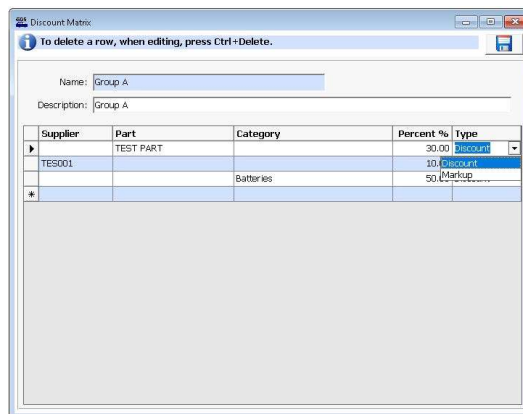 Discount Matrix
To delete a row, when editing, press Ctrl+Delete.
Name: Group A
Description: Group A
Supplier Part Category Percent % Type
TEST PART 30.00 Discount
TES001 10. Discount
Batteries 50. Markup